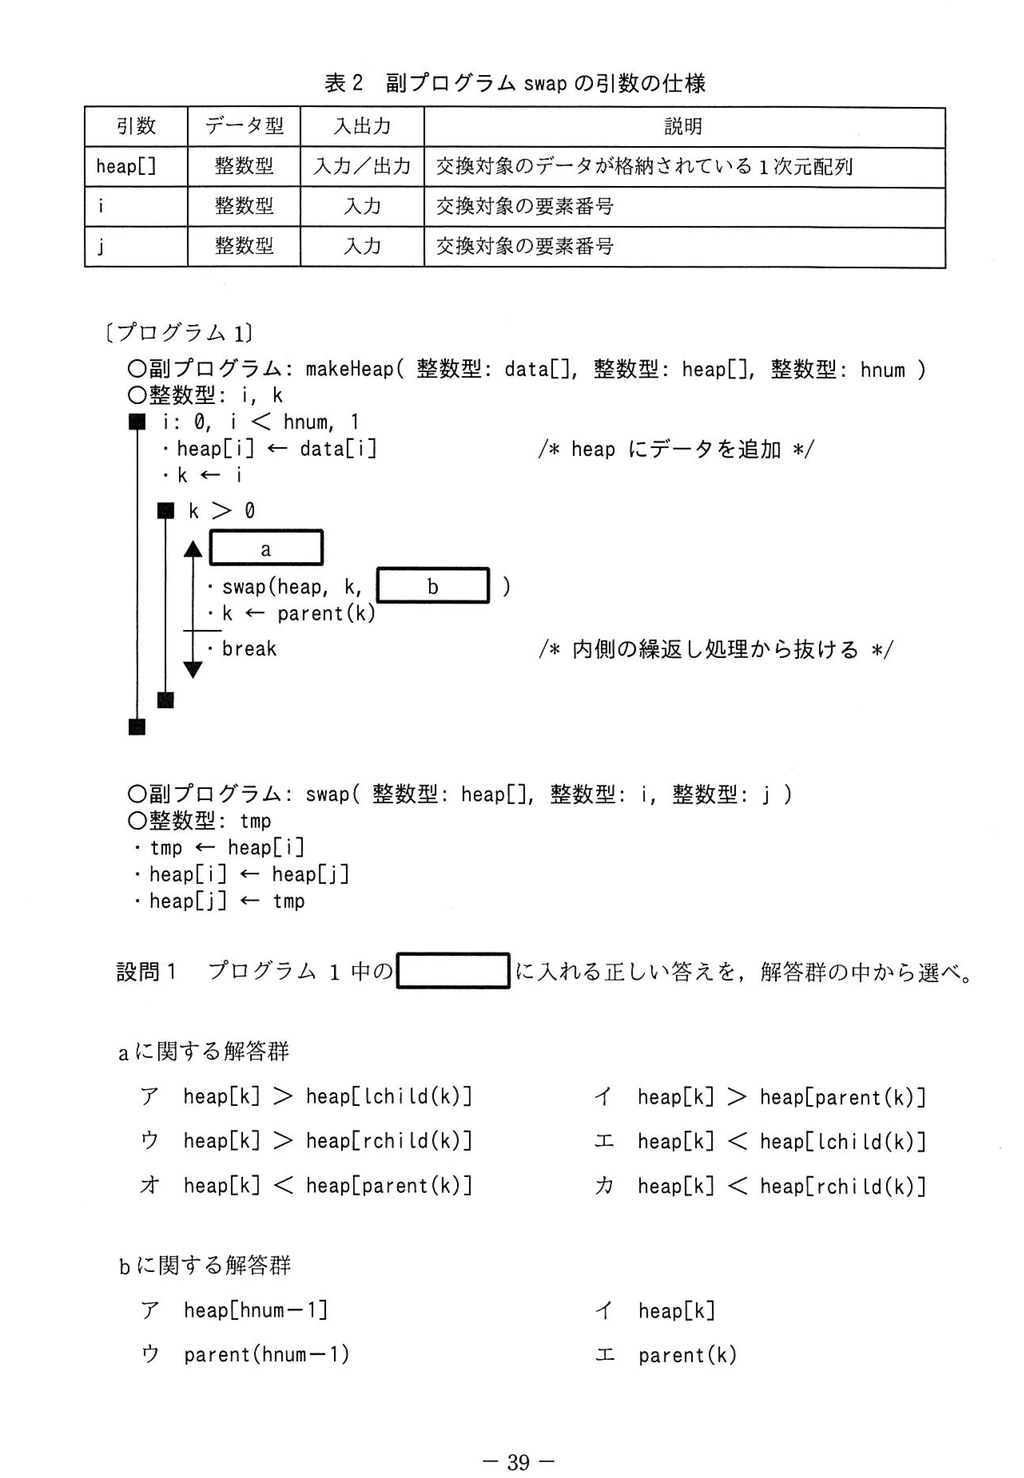 表2 副プログラム swap の引数の仕様
引数 データ型 入出力 説明
heap[] 整数型 入力／出力 交換対象のデータが格納されている1次元配列
i 整数型 入力 交換対象の要素番号
j 整数型 入力 交換対象の要素番号
〔プログラム1〕
○副プログラム: makeHeap( 整数型: data[], 整数型: heap[], 整数型: hnum )
○整数型: i, k
■ i: 0, i ＜ hnum, 1
・heap[i] ← data[i] /* heap にデータを追加 */
・k ← i
■ k ＞ 0
▲ a
・swap(heap, k, b )
・k ← parent(k)
・break /* 内側の繰返し処理から抜ける */
▼
■
■
○副プログラム: swap( 整数型: heap[], 整数型: i, 整数型: j )
○整数型: tmp
・tmp ← heap[i]
・heap[i] ← heap[j]
・heap[j] ← tmp
設問1 プログラム 1 中の に入れる正しい答えを，解答群の中から選べ。
aに関する解答群
ア heap[k] ＞ heap[lchild(k)] イ heap[k] ＞ heap[parent(k)]
ウ heap[k] ＞ heap[rchild(k)] エ heap[k] ＜ heap[lchild(k)]
オ heap[k] ＜ heap[parent(k)] カ heap[k] ＜ heap[rchild(k)]
bに関する解答群
ア heap[hnum－1] イ heap[k]
ウ parent(hnum－1) エ parent(k)
－ 39 －